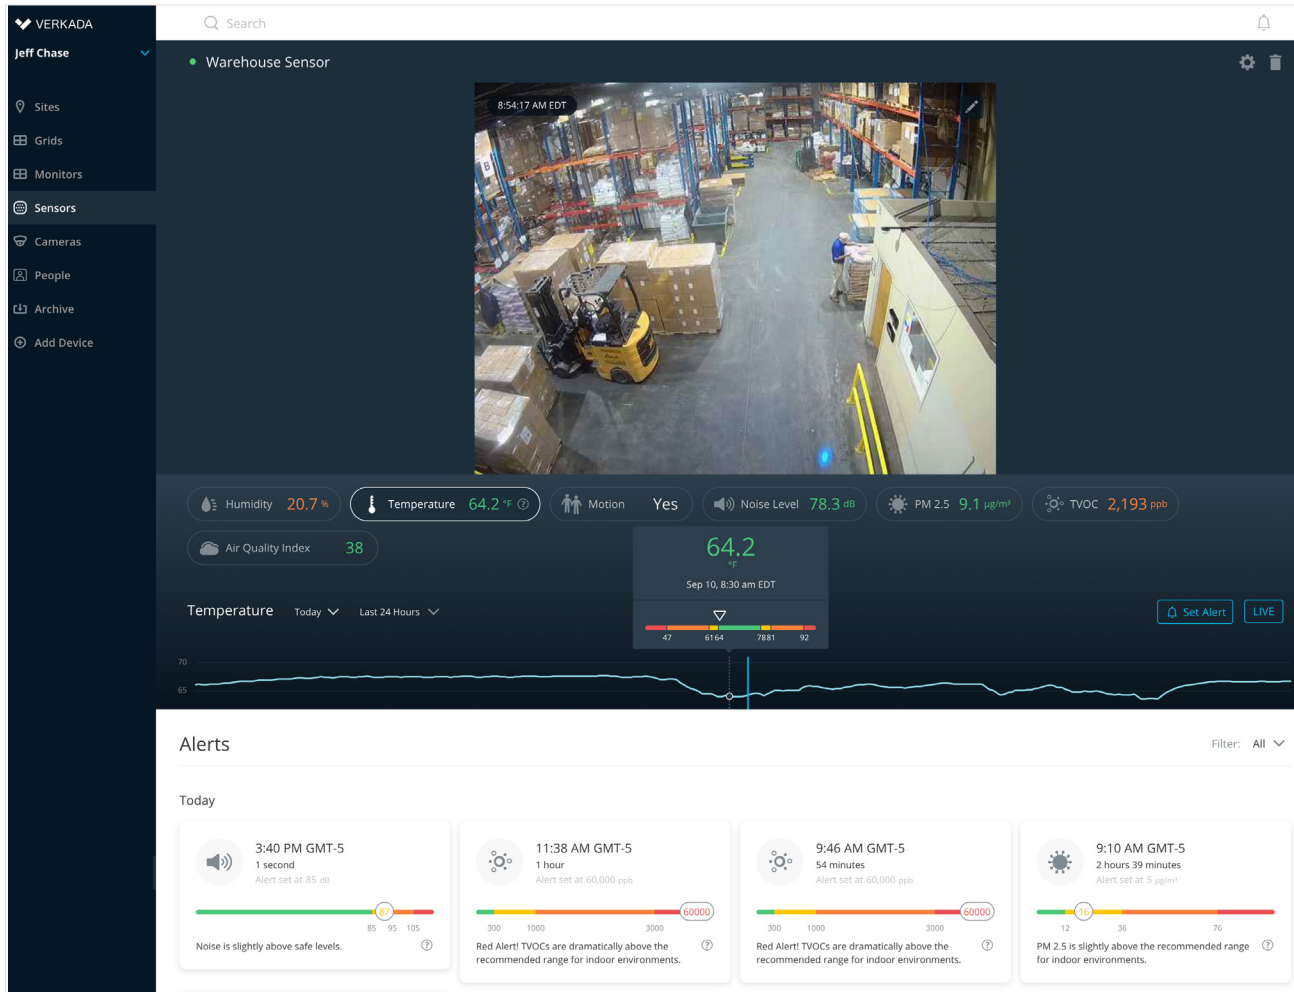 VERKADA
Search
Jeff Chase
Warehouse Sensor
Sites
Grids
Monitors
Sensors
Cameras
People
Archive
Add Device
8:54:17 AM EDT
B
Humidity 20.7 %
Temperature 64.2 °F ?
Motion Yes
Noise Level 78.3 dB
PM 2.5 9.1 µg/m³
TVOC 2,193 ppb
Air Quality Index 38
64.2
°F
Sep 10, 8:30 am EDT
47 61 64 78 81 92
Temperature Today Last 24 Hours
Set Alert LIVE
70
65
Alerts
Filter: All
Today
3:40 PM GMT-5
1 second
Alert set at 85 dB
87
85 95 105
Noise is slightly above safe levels. ?
11:38 AM GMT-5
1 hour
Alert set at 60,000 ppb
60000
300 1000 3000
Red Alert! TVOCs are dramatically above the ?
recommended range for indoor environments.
9:46 AM GMT-5
54 minutes
Alert set at 60,000 ppb
60000
300 1000 3000
Red Alert! TVOCs are dramatically above the ?
recommended range for indoor environments.
9:10 AM GMT-5
2 hours 39 minutes
Alert set at 5 µg/m³
16
12 36 76
PM 2.5 is slightly above the recommended range ?
for indoor environments.